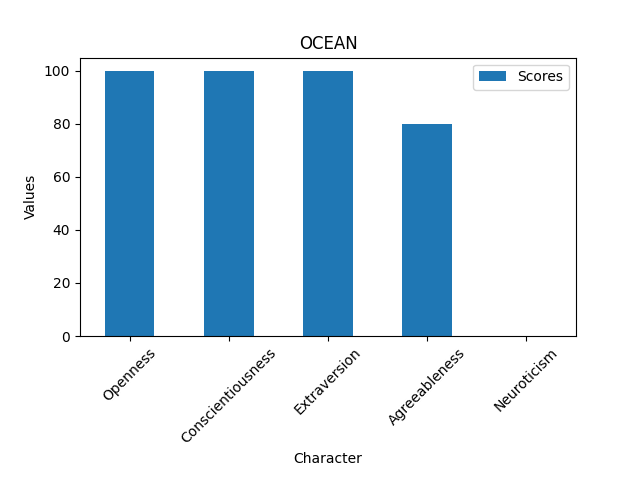 OCEAN
Scores
Values
100
80
60
40
20
0
Openness
Conscientiousness
Extraversion
Agreeableness
Neuroticism
Character